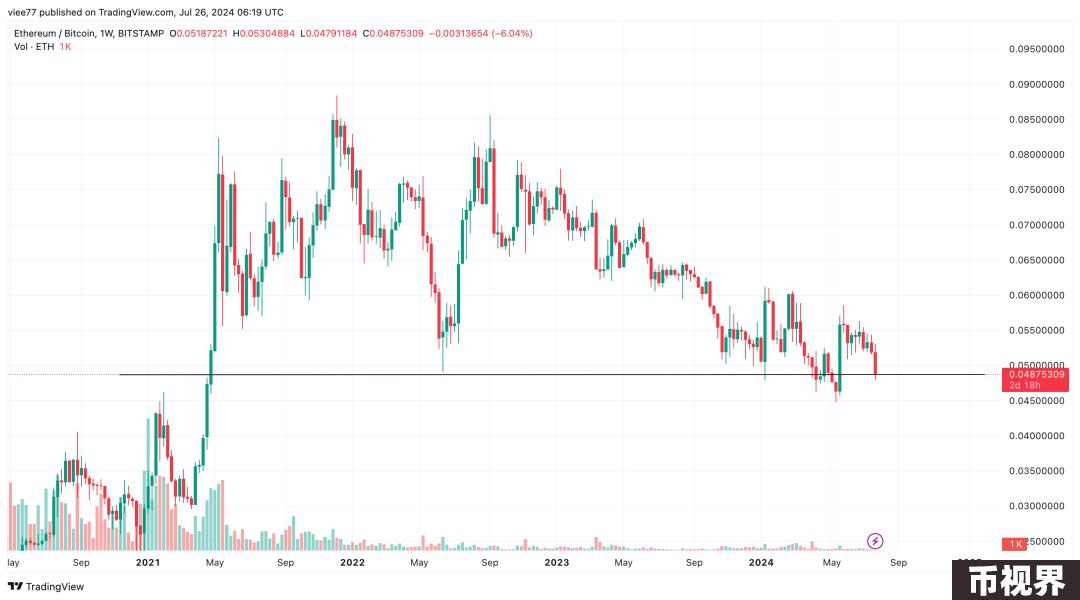 viee77 published on TradingView.com, Jul 26, 2024 06:19 UTC
Ethereum / Bitcoin, 1W, BITSTAMP O0.05187221 H0.05304884 L0.04791184 C0.04875309 −0.00313654 (−6.04%)
Vol · ETH 1K
0.09500000
0.09000000
0.08500000
0.08000000
0.07500000
0.07000000
0.06500000
0.06000000
0.05500000
0.05000000
0.04875309
2d 18h
0.04500000
0.04000000
0.03500000
0.03000000
1K
Sep 2021 May Sep 2022 May Sep 2023 May Sep 2024 May Sep
TradingView
币视界